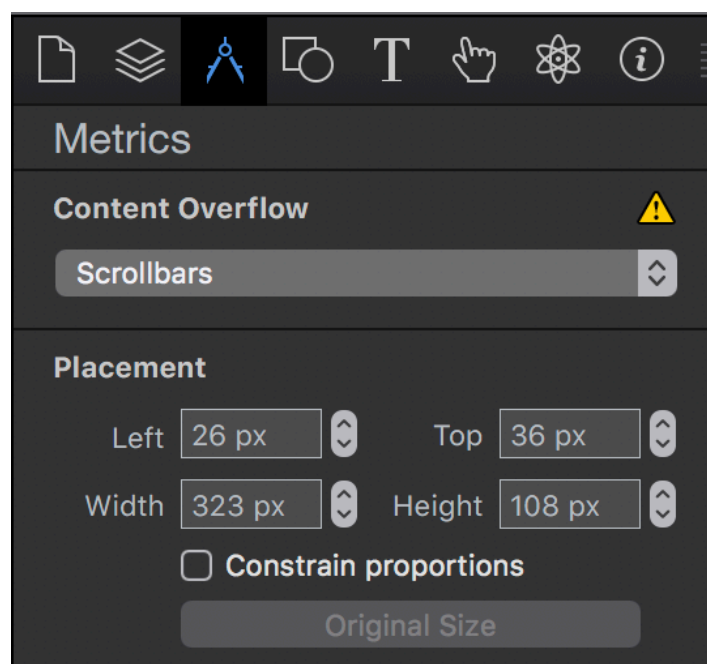 T
i
Metrics
Content Overflow
Scrollbars
Placement
Left 26 px Top 36 px
Width 323 px Height 108 px
Constrain proportions
Original Size